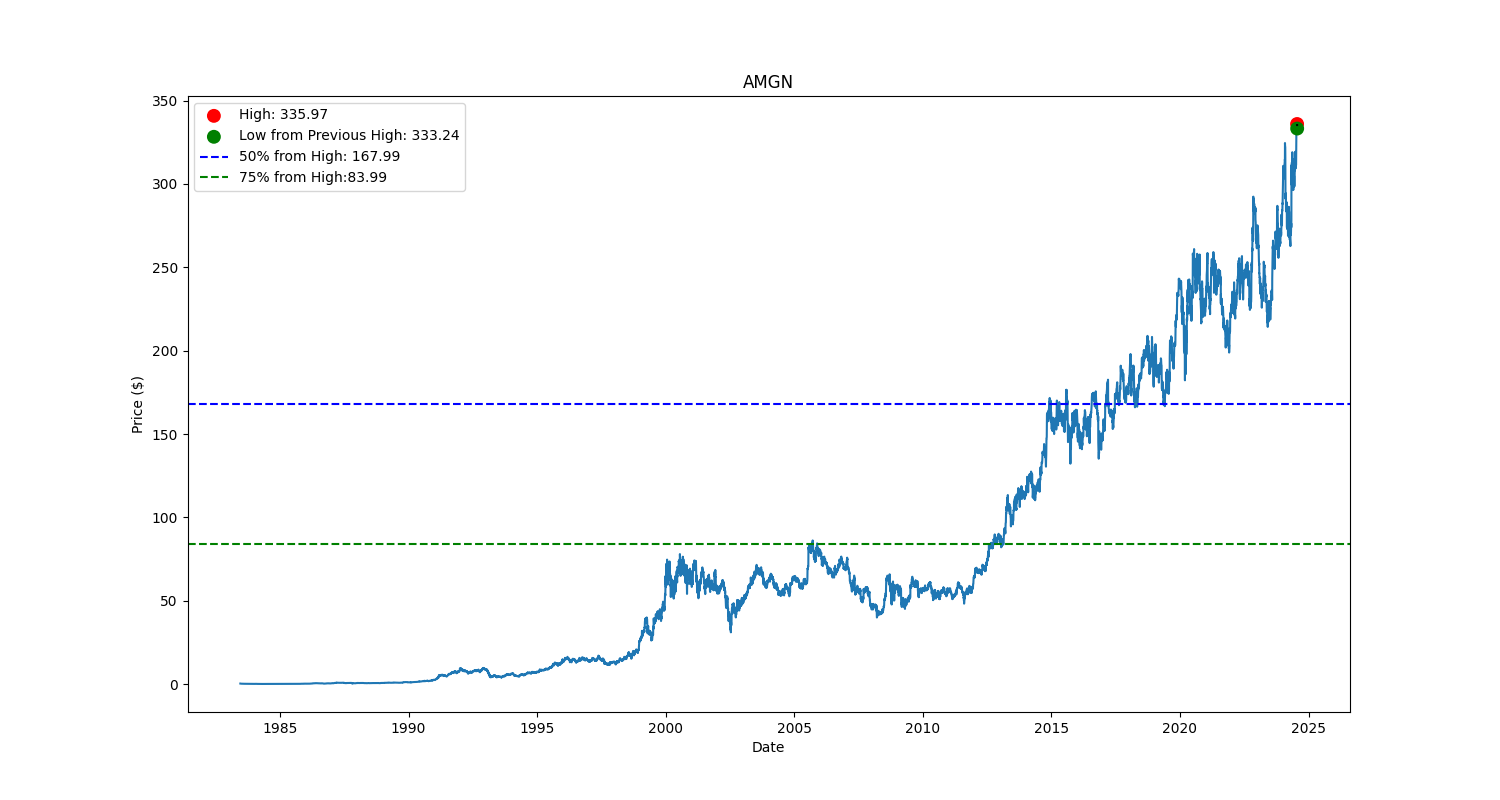 AMGN
High: 335.97
Low from Previous High: 333.24
50% from High: 167.99
75% from High:83.99
350
300
250
200
150
100
50
0
Price ($)
1985 1990 1995 2000 2005 2010 2015 2020 2025
Date